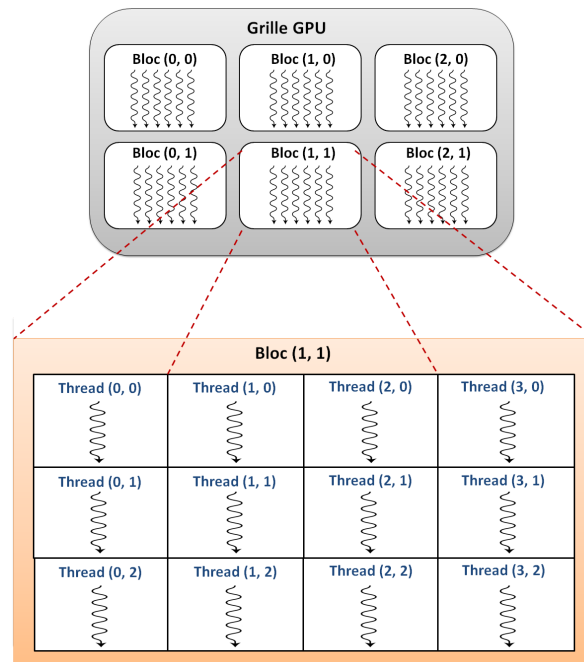 Grille GPU
Bloc (0, 0) Bloc (1, 0) Bloc (2, 0)
Bloc (0, 1) Bloc (1, 1) Bloc (2, 1)
Bloc (1, 1)
Thread (0, 0) Thread (1, 0) Thread (2, 0) Thread (3, 0)
Thread (0, 1) Thread (1, 1) Thread (2, 1) Thread (3, 1)
Thread (0, 2) Thread (1, 2) Thread (2, 2) Thread (3, 2)